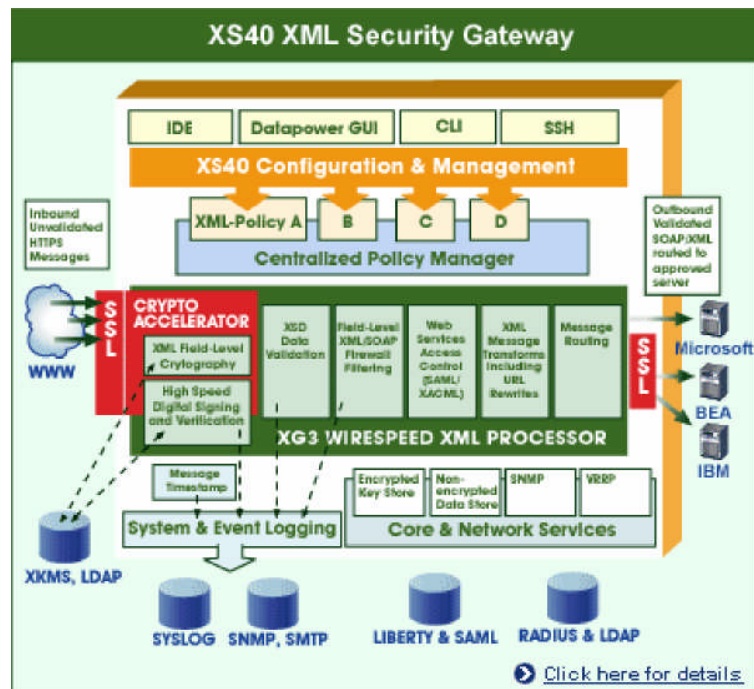 XS40 XML Security Gateway
IDE
Datapower GUI
CLI
SSH
XS40 Configuration & Management
XML-Policy A
B
C
D
Centralized Policy Manager
Inbound
Unvalidated
HTTPS
Messages
Outbound
Validated
SOAP/XML
routed to
approved
server
WWW
SSL
CRYPTO
ACCELERATOR
XML Field-Level
Crytography
High Speed
Digital Signing
and Verification
XSD
Data
Validation
Field-Level
XML/SOAP
Firewall
Filtering
Web
Services
Access
Control
(SAML/
XACML)
XML
Message
Transforms
Including
URL
Rewrites
Message
Routing
XG3 WIRESPEED XML PROCESSOR
SSL
Microsoft
BEA
IBM
Message
Timestamp
System & Event Logging
Encrypted
Key Store
Non-
encrypted
Data Store
SNMP
VRRP
Core & Network Services
XKMS, LDAP
SYSLOG
SNMP, SMTP
LIBERTY & SAML
RADIUS & LDAP
Click here for details